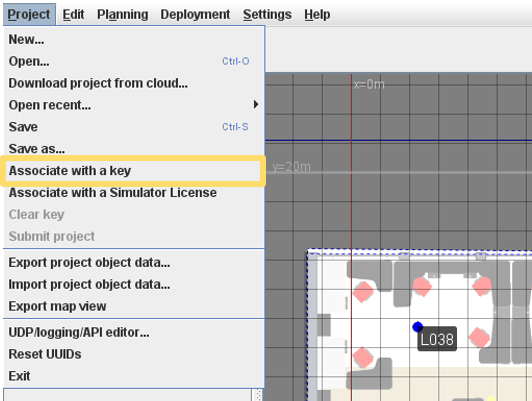 Project Edit Planning Deployment Settings Help
New...
Open... Ctrl-O
Download project from cloud...
Open recent...
Save Ctrl-S
Save as...
Associate with a key
Associate with a Simulator License
Clear key
Submit project
Export project object data...
Import project object data...
Export map view
UDP/logging/API editor...
Reset UUIDs
Exit
x=0m
y=20m
L038